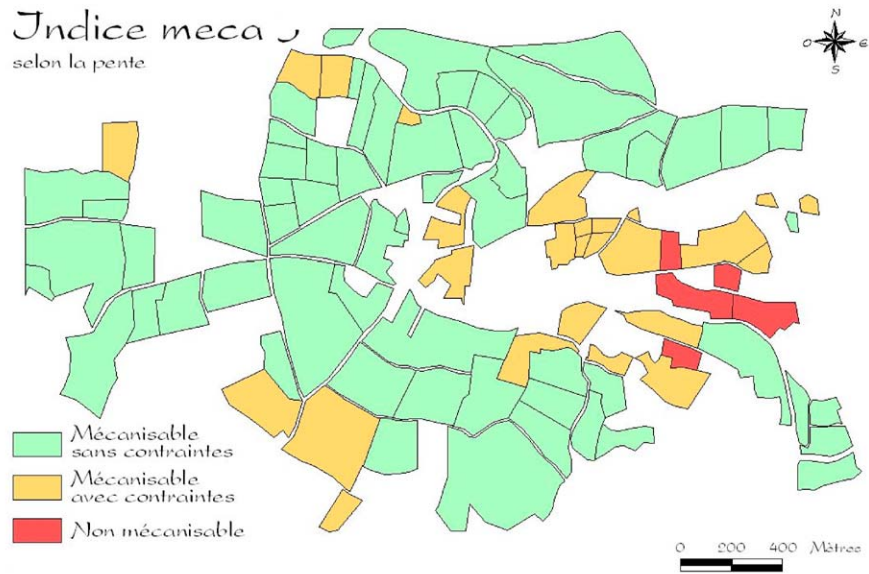 Indice meca
selon la pente
N
O E
S
Mécanisable
sans contraintes
Mécanisable
avec contraintes
Non mécanisable
0 200 400 Mètres